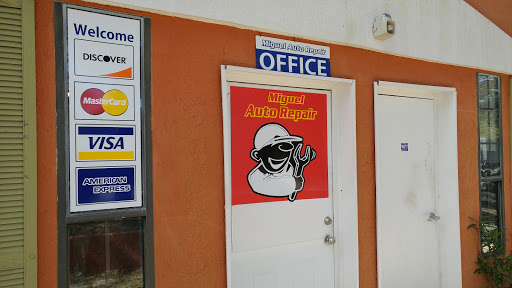 Welcome
DISCOVER
MasterCard
VISA
AMERICAN
EXPRESS
Miguel Auto Repair
OFFICE
Miguel
Auto Repair